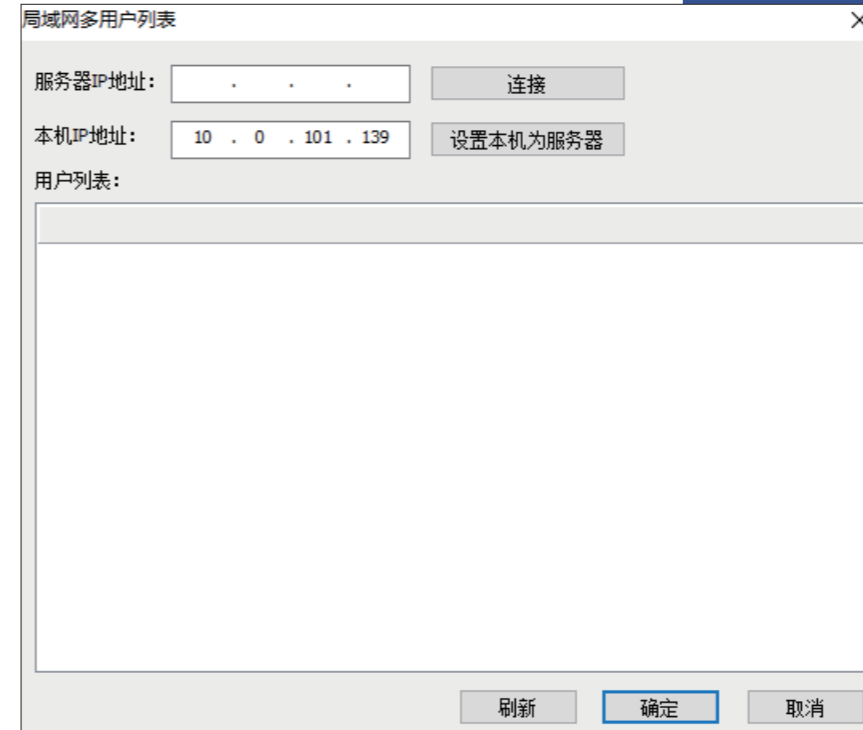 局域网多用户列表
服务器IP地址： . . . 连接
本机IP地址： 10 . 0 . 101 . 139 设置本机为服务器
用户列表：
刷新 确定 取消